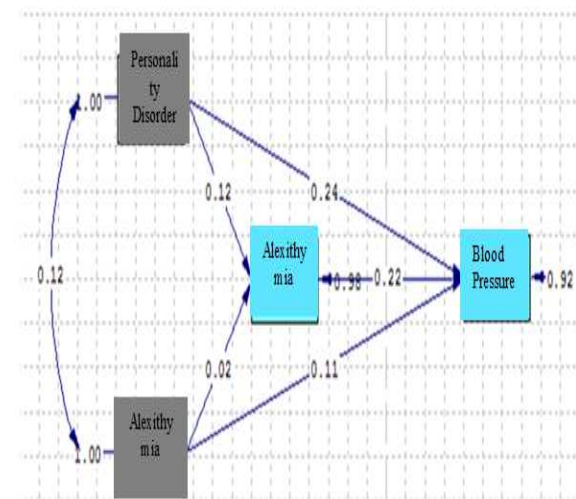 Personali
ty
Disorder
1.00
0.12
0.24
0.12
Alexithy
mia
0.98
0.22
Blood
Pressure
0.92
0.02
0.11
Alexithy
mia
1.00